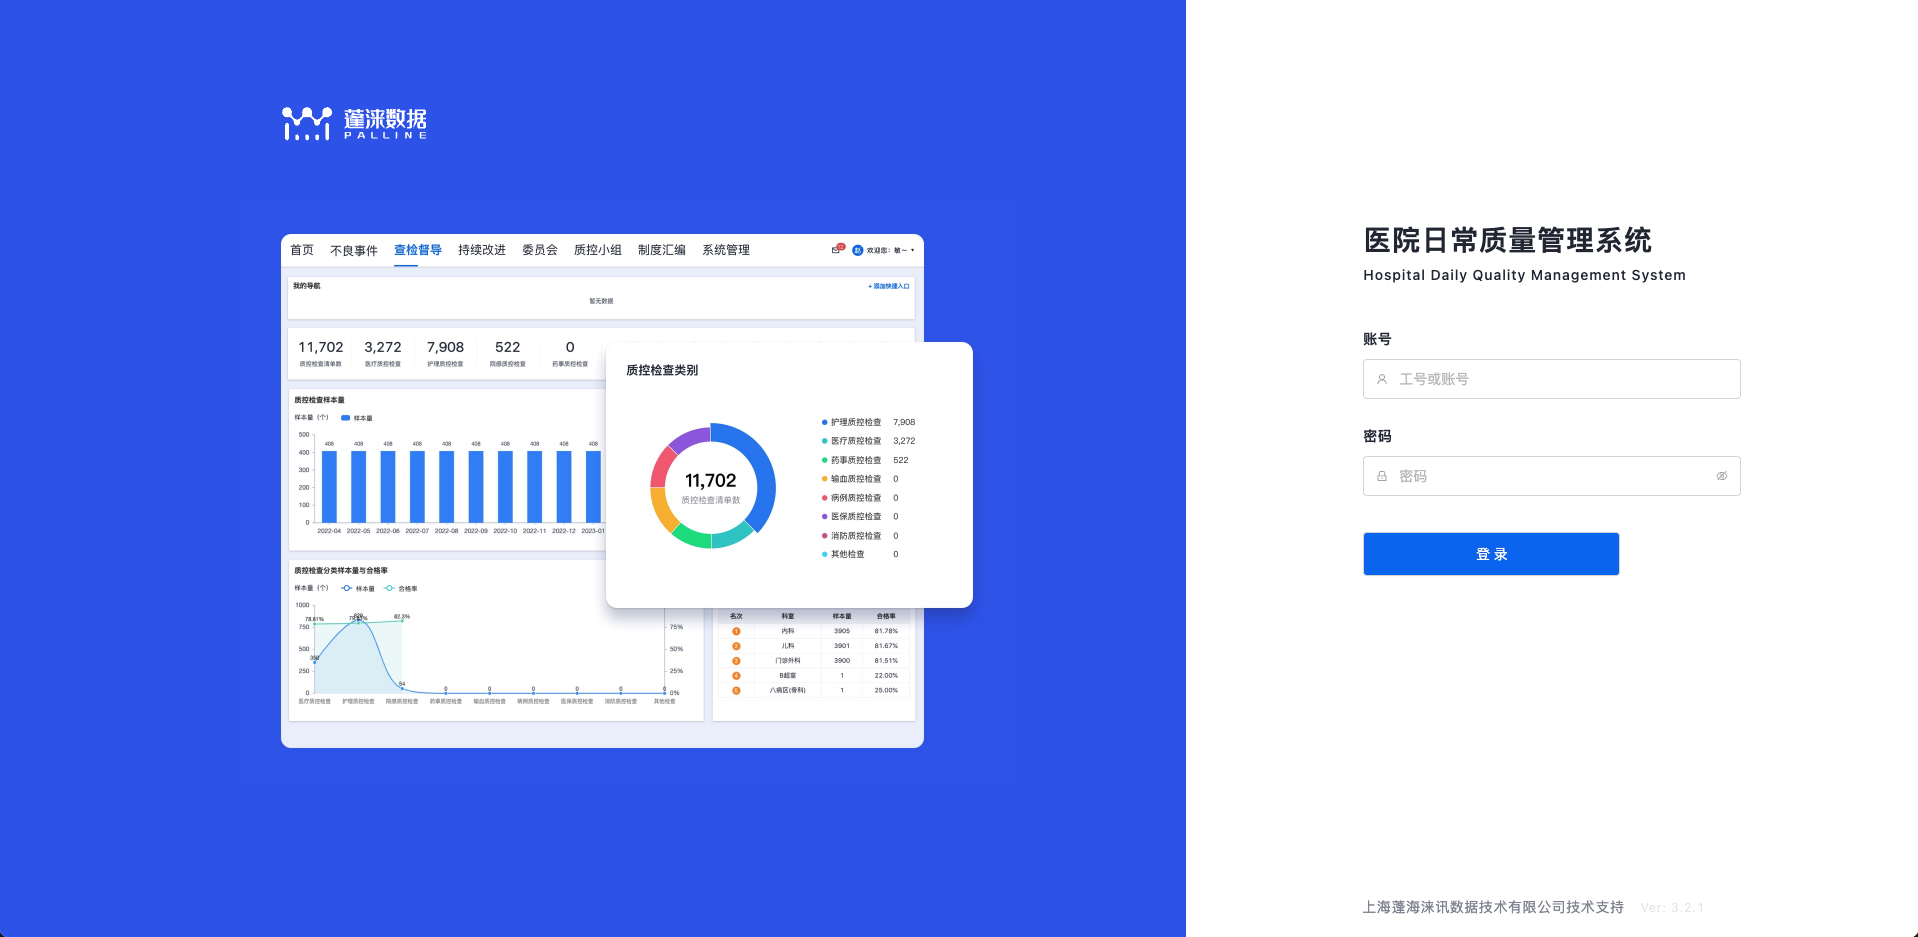 蓬涞数据
PALLINE
首页 不良事件 查检督导 持续改进 委员会 质控小组 制度汇编 系统管理 12 赵 欢迎您：敏~
我的导航 + 添加快捷入口
暂无数据
11,702 3,272 7,908 522 0
质控检查清单数 医疗质控检查 护理质控检查 院感质控检查 药事质控检查
质控检查样本量
样本量（个） 样本量
500
400
300
200
100
0
408 408 408 408 408 408 408 408 408 408
2022-04 2022-05 2022-06 2022-07 2022-08 2022-09 2022-10 2022-11 2022-12 2023-01
质控检查类别
11,702
质控检查清单数
护理质控检查 7,908
医疗质控检查 3,272
药事质控检查 522
输血质控检查 0
病例质控检查 0
医保质控检查 0
消防质控检查 0
其他检查 0
质控检查分类样本量与合格率
样本量（个） 样本量 合格率
1000
750
500
250
0
78.81% 82.3%
350 54 0 0 0 0 0 0
75%
50%
25%
0%
医疗质控检查 护理质控检查 院感质控检查 药事质控检查 输血质控检查 病例质控检查 医保质控检查 消防质控检查 其他检查
名次 科室 样本量 合格率
1 内科 3905 81.78%
2 儿科 3901 81.67%
3 门诊外科 3900 81.51%
4 B超室 1 22.00%
5 八病区(骨科) 1 25.00%
医院日常质量管理系统
Hospital Daily Quality Management System
账号
工号或账号
密码
密码
登 录
上海蓬海涞讯数据技术有限公司技术支持 Ver: 3.2.1